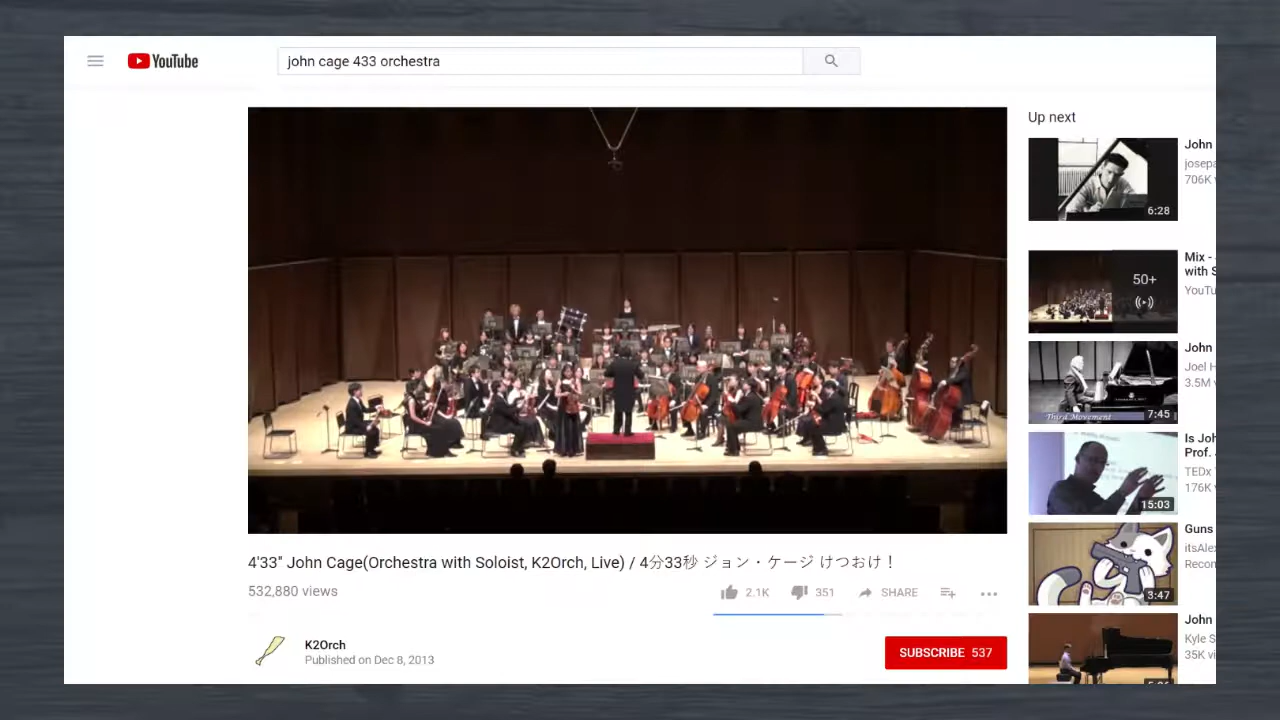 YouTube
john cage 433 orchestra
Up next
John
josepa
706K
6:28
Mix -
with S
50+
YouTu
John
Joel H
3.5M
Third Movement
7:45
Is Joh
Prof.
TEDx
176K
15:03
Guns
itsAle
Recon
3:47
John
Kyle S
35K vi
4'33" John Cage(Orchestra with Soloist, K2Orch, Live) / 4分33秒 ジョン・ケージ けつおけ！
532,880 views
2.1K
351
SHARE
K2Orch
Published on Dec 8, 2013
SUBSCRIBE 537